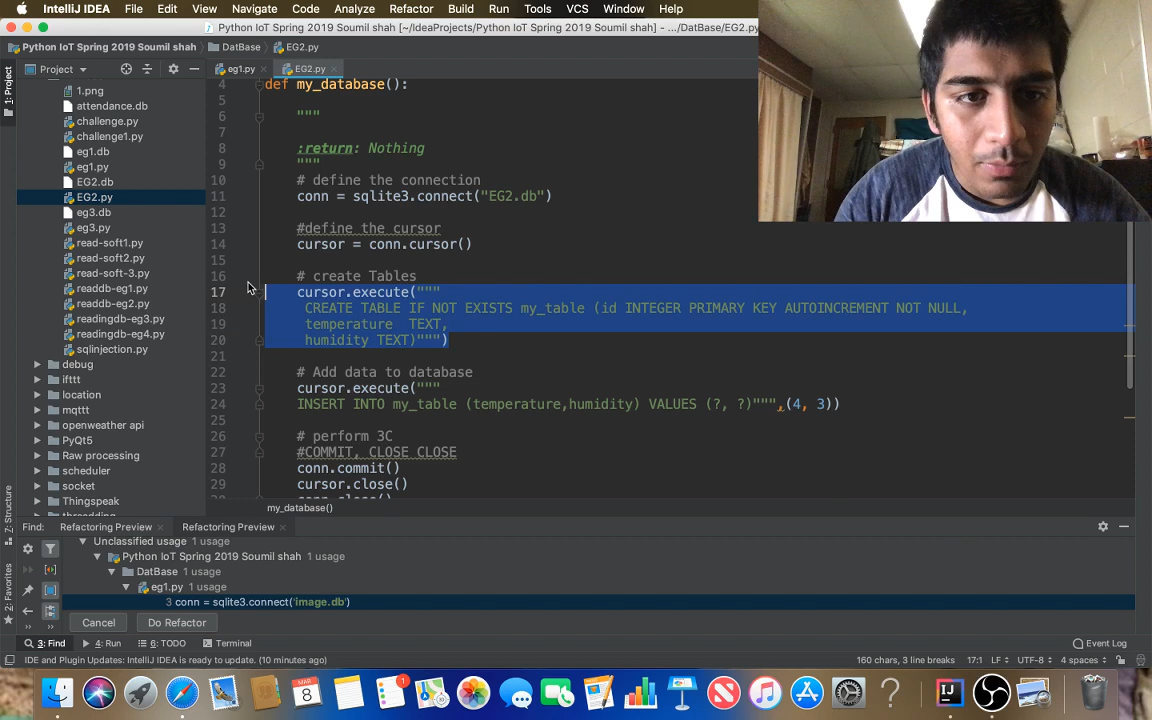 IntelliJ IDEA File Edit View Navigate Code Analyze Refactor Build Run Tools VCS Window Help
Python IoT Spring 2019 Soumil shah [~/IdeaProjects/Python IoT Spring 2019 Soumil shah] - .../DatBase/EG2.py
Python IoT Spring 2019 Soumil shah DatBase EG2.py
1: Project
Project
eg1.py EG2.py
1.png
attendance.db
challenge.py
challenge1.py
eg1.db
eg1.py
EG2.db
EG2.py
eg3.db
eg3.py
read-soft1.py
read-soft2.py
read-soft-3.py
readdb-eg1.py
readdb-eg2.py
readingdb-eg3.py
readingdb-eg4.py
sqlinjection.py
debug
ifttt
location
mqtt
openweather api
PyQt5
Raw processing
scheduler
socket
Thingspeak
4 def my_database():
5
6 """
7
8 :return: Nothing
9 """
10 # define the connection
11 conn = sqlite3.connect("EG2.db")
12
13 #define the cursor
14 cursor = conn.cursor()
15
16 # create Tables
17 cursor.execute("""
18 CREATE TABLE IF NOT EXISTS my_table (id INTEGER PRIMARY KEY AUTOINCREMENT NOT NULL,
19 temperature TEXT,
20 humidity TEXT)""")
21
22 # Add data to database
23 cursor.execute("""
24 INSERT INTO my_table (temperature,humidity) VALUES (?, ?)""",(4, 3))
25
26 # perform 3C
27 #COMMIT, CLOSE CLOSE
28 conn.commit()
29 cursor.close()
my_database()
7: Structure
2: Favorites
Find: Refactoring Preview Refactoring Preview
Unclassified usage 1 usage
Python IoT Spring 2019 Soumil shah 1 usage
DatBase 1 usage
eg1.py 1 usage
3 conn = sqlite3.connect('image.db')
Cancel Do Refactor
3: Find 4: Run 6: TODO Terminal Event Log
IDE and Plugin Updates: IntelliJ IDEA is ready to update. (10 minutes ago) 160 chars, 3 line breaks 17:1 LF UTF-8 4 spaces
MAR
8
1
IJ